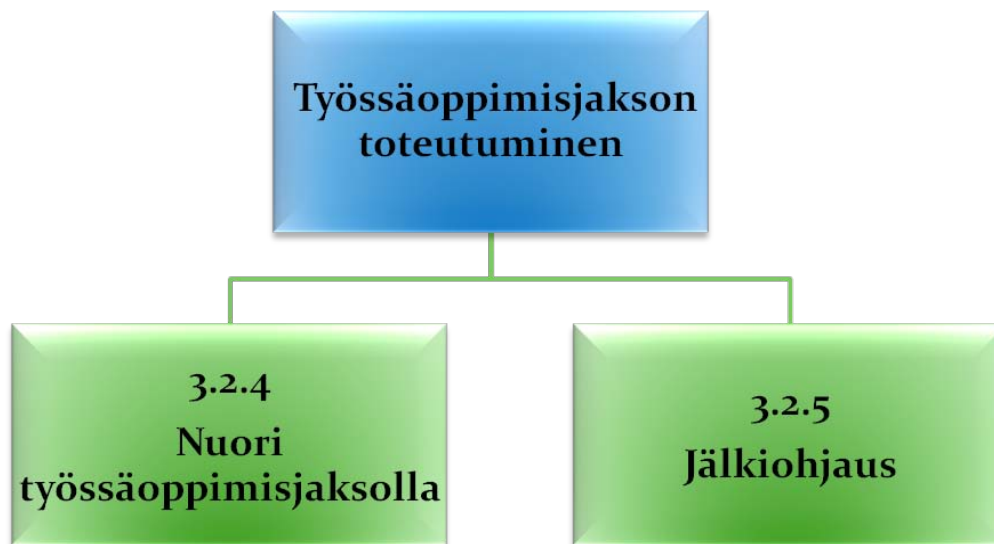 Työssäoppimisjakson
toteutuminen
3.2.4
Nuori
työssäoppimisjaksolla
3.2.5
Jälkiohjaus